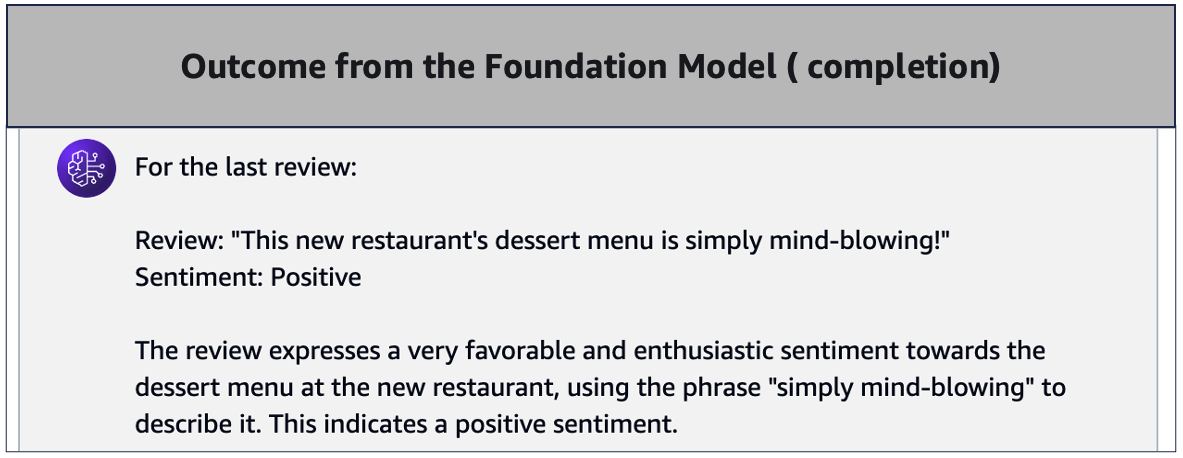 Outcome from the Foundation Model ( completion)
For the last review:
Review: "This new restaurant's dessert menu is simply mind-blowing!"
Sentiment: Positive
The review expresses a very favorable and enthusiastic sentiment towards the
dessert menu at the new restaurant, using the phrase "simply mind-blowing" to
describe it. This indicates a positive sentiment.